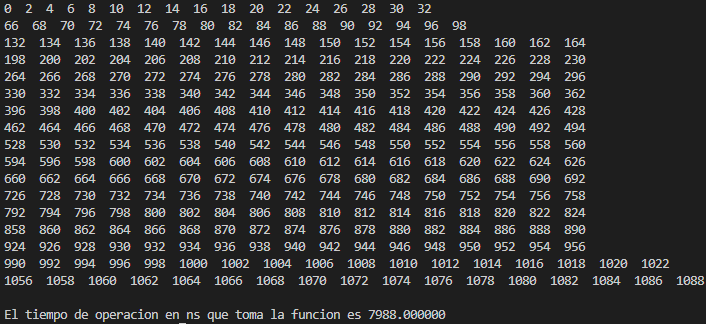 0 2 4 6 8 10 12 14 16 18 20 22 24 26 28 30 32
66 68 70 72 74 76 78 80 82 84 86 88 90 92 94 96 98
132 134 136 138 140 142 144 146 148 150 152 154 156 158 160 162 164
198 200 202 204 206 208 210 212 214 216 218 220 222 224 226 228 230
264 266 268 270 272 274 276 278 280 282 284 286 288 290 292 294 296
330 332 334 336 338 340 342 344 346 348 350 352 354 356 358 360 362
396 398 400 402 404 406 408 410 412 414 416 418 420 422 424 426 428
462 464 466 468 470 472 474 476 478 480 482 484 486 488 490 492 494
528 530 532 534 536 538 540 542 544 546 548 550 552 554 556 558 560
594 596 598 600 602 604 606 608 610 612 614 616 618 620 622 624 626
660 662 664 666 668 670 672 674 676 678 680 682 684 686 688 690 692
726 728 730 732 734 736 738 740 742 744 746 748 750 752 754 756 758
792 794 796 798 800 802 804 806 808 810 812 814 816 818 820 822 824
858 860 862 864 866 868 870 872 874 876 878 880 882 884 886 888 890
924 926 928 930 932 934 936 938 940 942 944 946 948 950 952 954 956
990 992 994 996 998 1000 1002 1004 1006 1008 1010 1012 1014 1016 1018 1020 1022
1056 1058 1060 1062 1064 1066 1068 1070 1072 1074 1076 1078 1080 1082 1084 1086 1088
El tiempo de operacion en ns que toma la funcion es 7988.000000